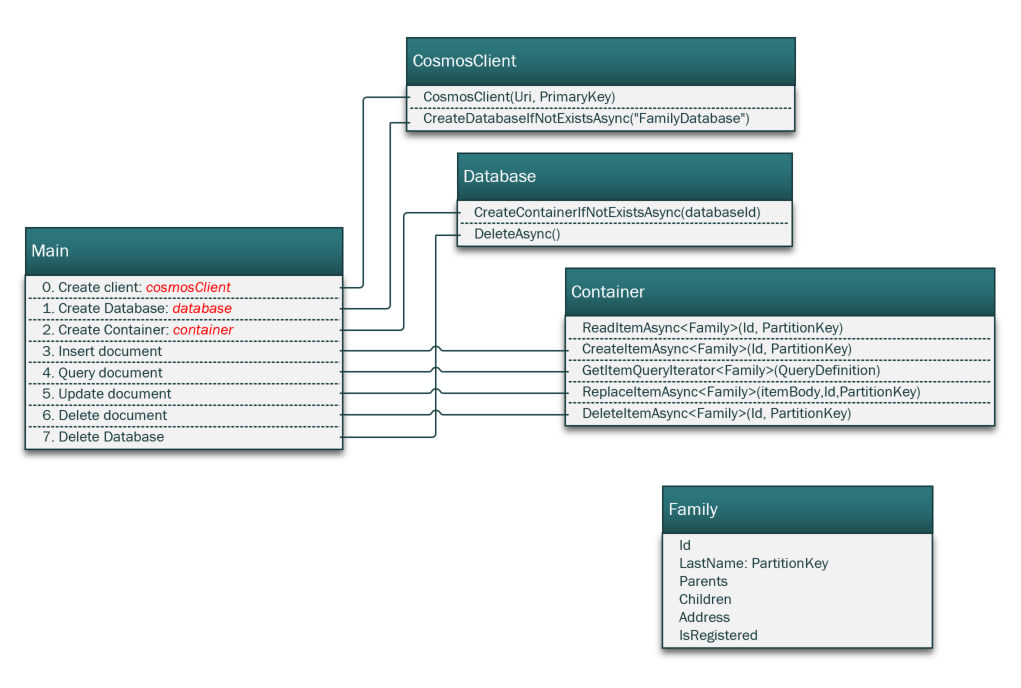 CosmosClient
CosmosClient(Uri, PrimaryKey)
CreateDatabaseIfNotExistsAsync("FamilyDatabase")
Database
CreateContainerIfNotExistsAsync(databaseId)
DeleteAsync()
Main
0. Create client: cosmosClient
1. Create Database: database
2. Create Container: container
3. Insert document
4. Query document
5. Update document
6. Delete document
7. Delete Database
Container
ReadItemAsync<Family>(Id, PartitionKey)
CreateItemAsync<Family>(Id, PartitionKey)
GetItemQueryIterator<Family>(QueryDefinition)
ReplaceItemAsync<Family>(itemBody,Id,PartitionKey)
DeleteItemAsync<Family>(Id, PartitionKey)
Family
Id
LastName: PartitionKey
Parents
Children
Address
IsRegistered